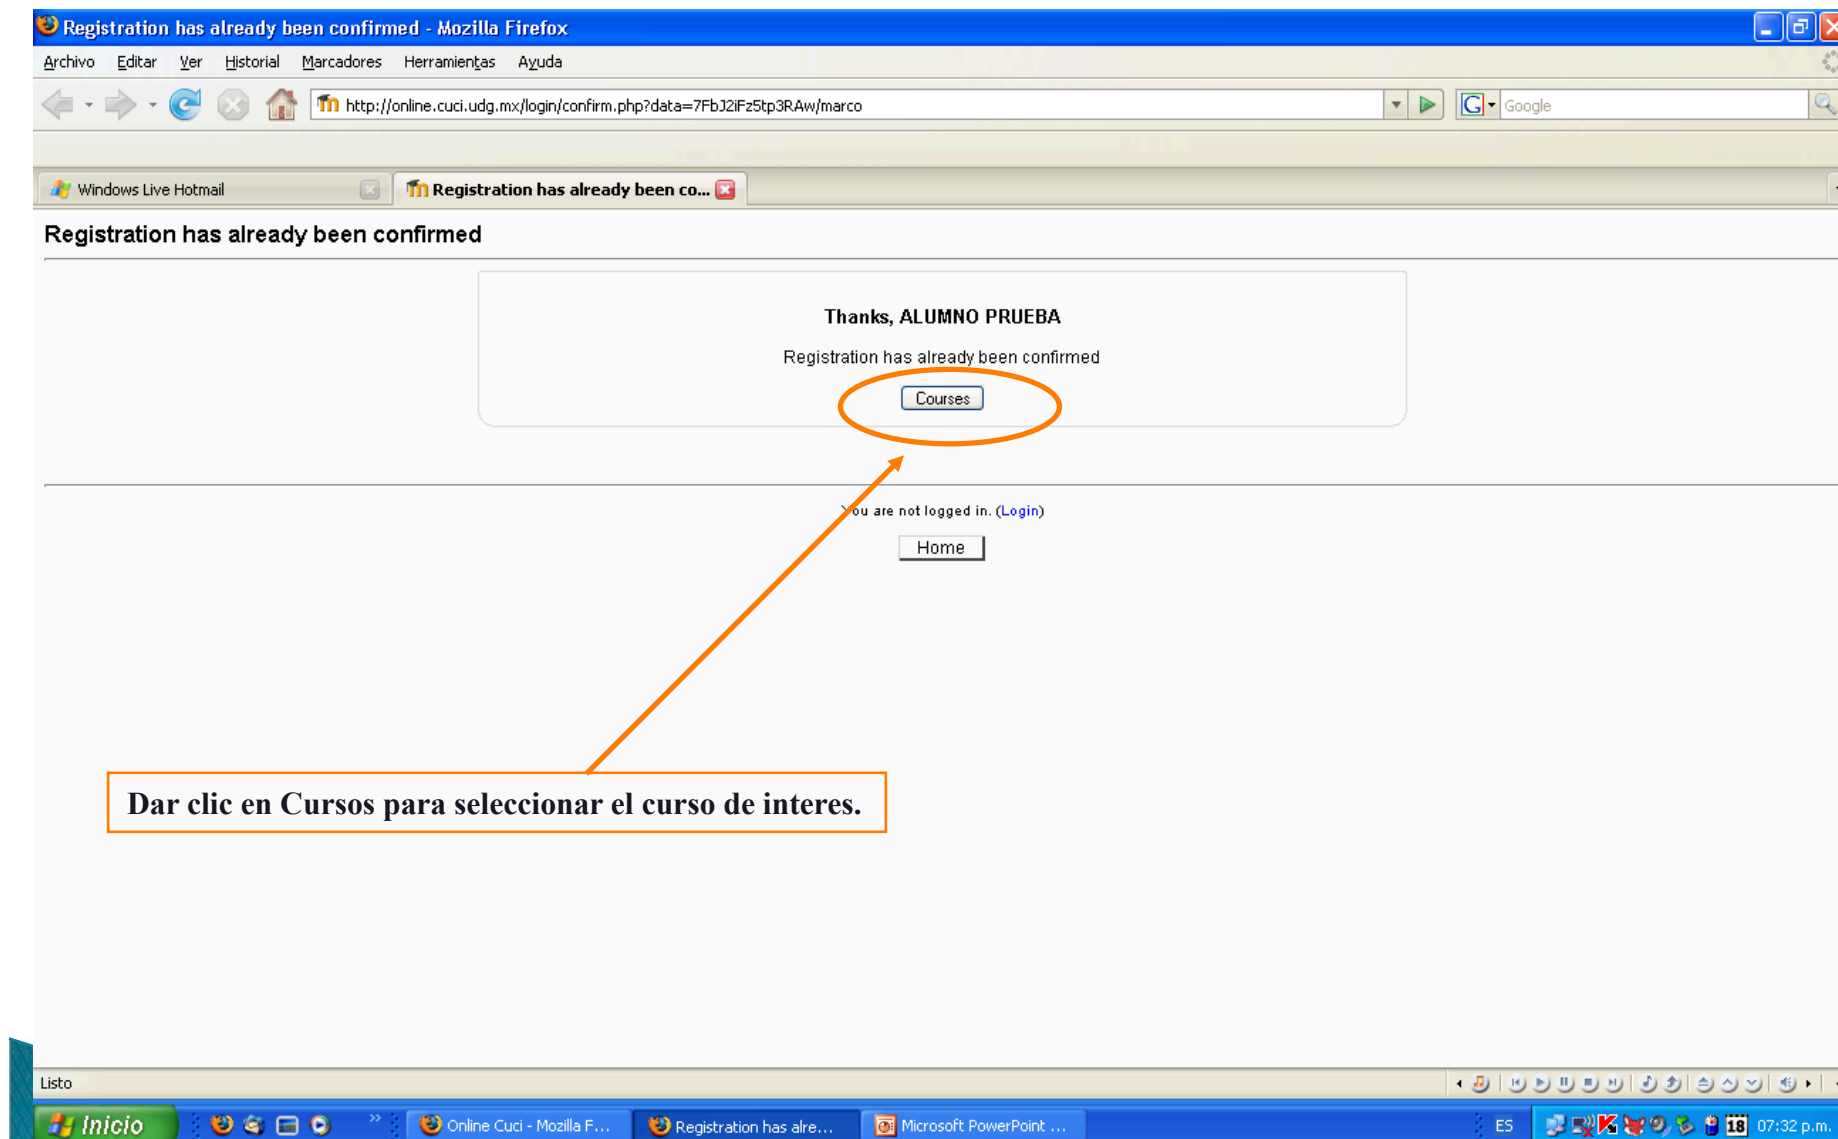 Registration has already been confirmed - Mozilla Firefox
Archivo Editar Ver Historial Marcadores Herramientas Ayuda
http://online.cuci.udg.mx/login/confirm.php?data=7FbJ2iFz5tp3RAw/marco
G Google
Windows Live Hotmail
Registration has already been co...
Registration has already been confirmed
Thanks, ALUMNO PRUEBA
Registration has already been confirmed
Courses
You are not logged in. (Login)
Home
Dar clic en Cursos para seleccionar el curso de interes.
Listo
Inicio
Online Cuci - Mozilla F...
Registration has alre...
Microsoft PowerPoint ...
ES
18
07:32 p.m.